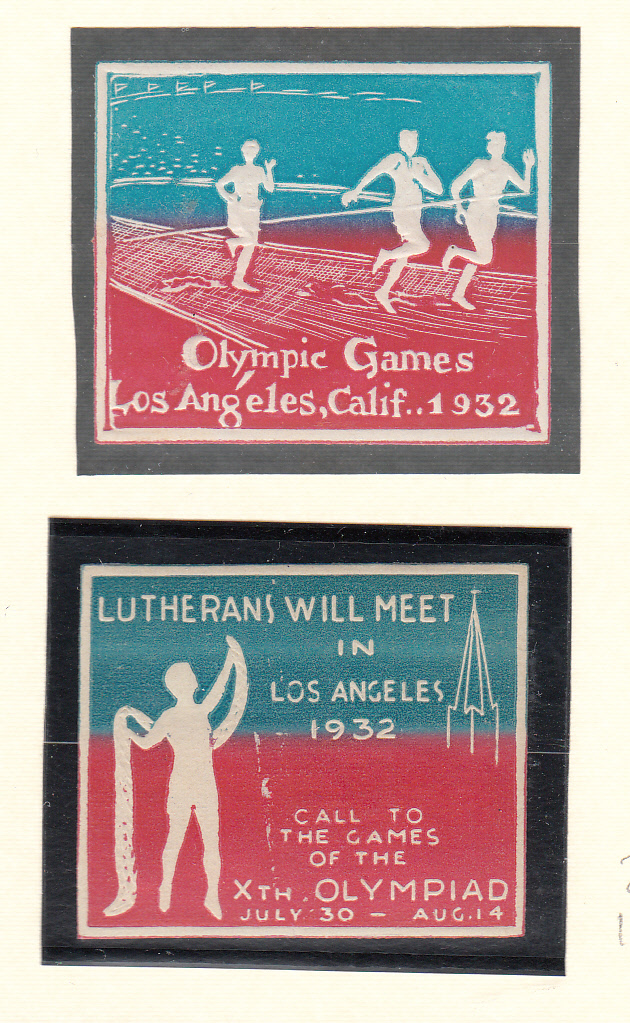 Olympic Games
Los Angeles, Calif..1932
LUTHERANS WILL MEET
IN
LOS ANGELES
1932
CALL TO
THE GAMES
OF THE
XTH. OLYMPIAD
JULY 30 - AUG.14